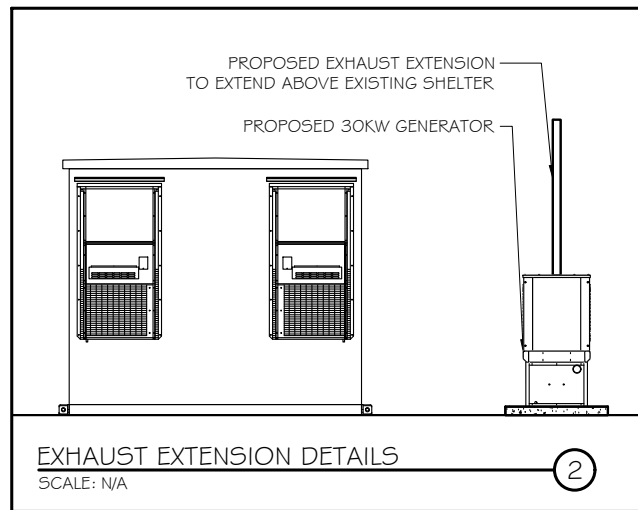 PROPOSED EXHAUST EXTENSION
TO EXTEND ABOVE EXISTING SHELTER
PROPOSED 30KW GENERATOR
EXHAUST EXTENSION DETAILS
SCALE: N/A
2